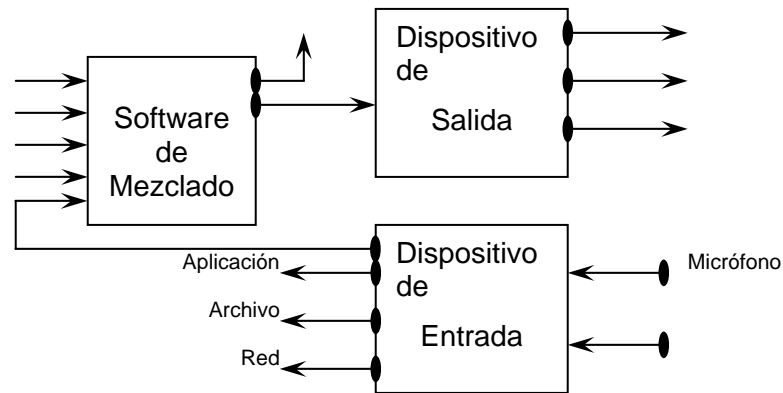 Software
de
Mezclado
Dispositivo
de
Salida
Dispositivo
de
Entrada
Aplicación
Archivo
Red
Micrófono